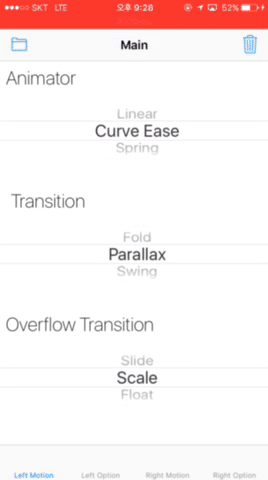 SKT LTE 오후 9:28 52%
Main
Animator
Linear
Curve Ease
Spring
Transition
Fold
Parallax
Swing
Overflow Transition
Slide
Scale
Float
Left Motion Left Option Right Motion Right Option